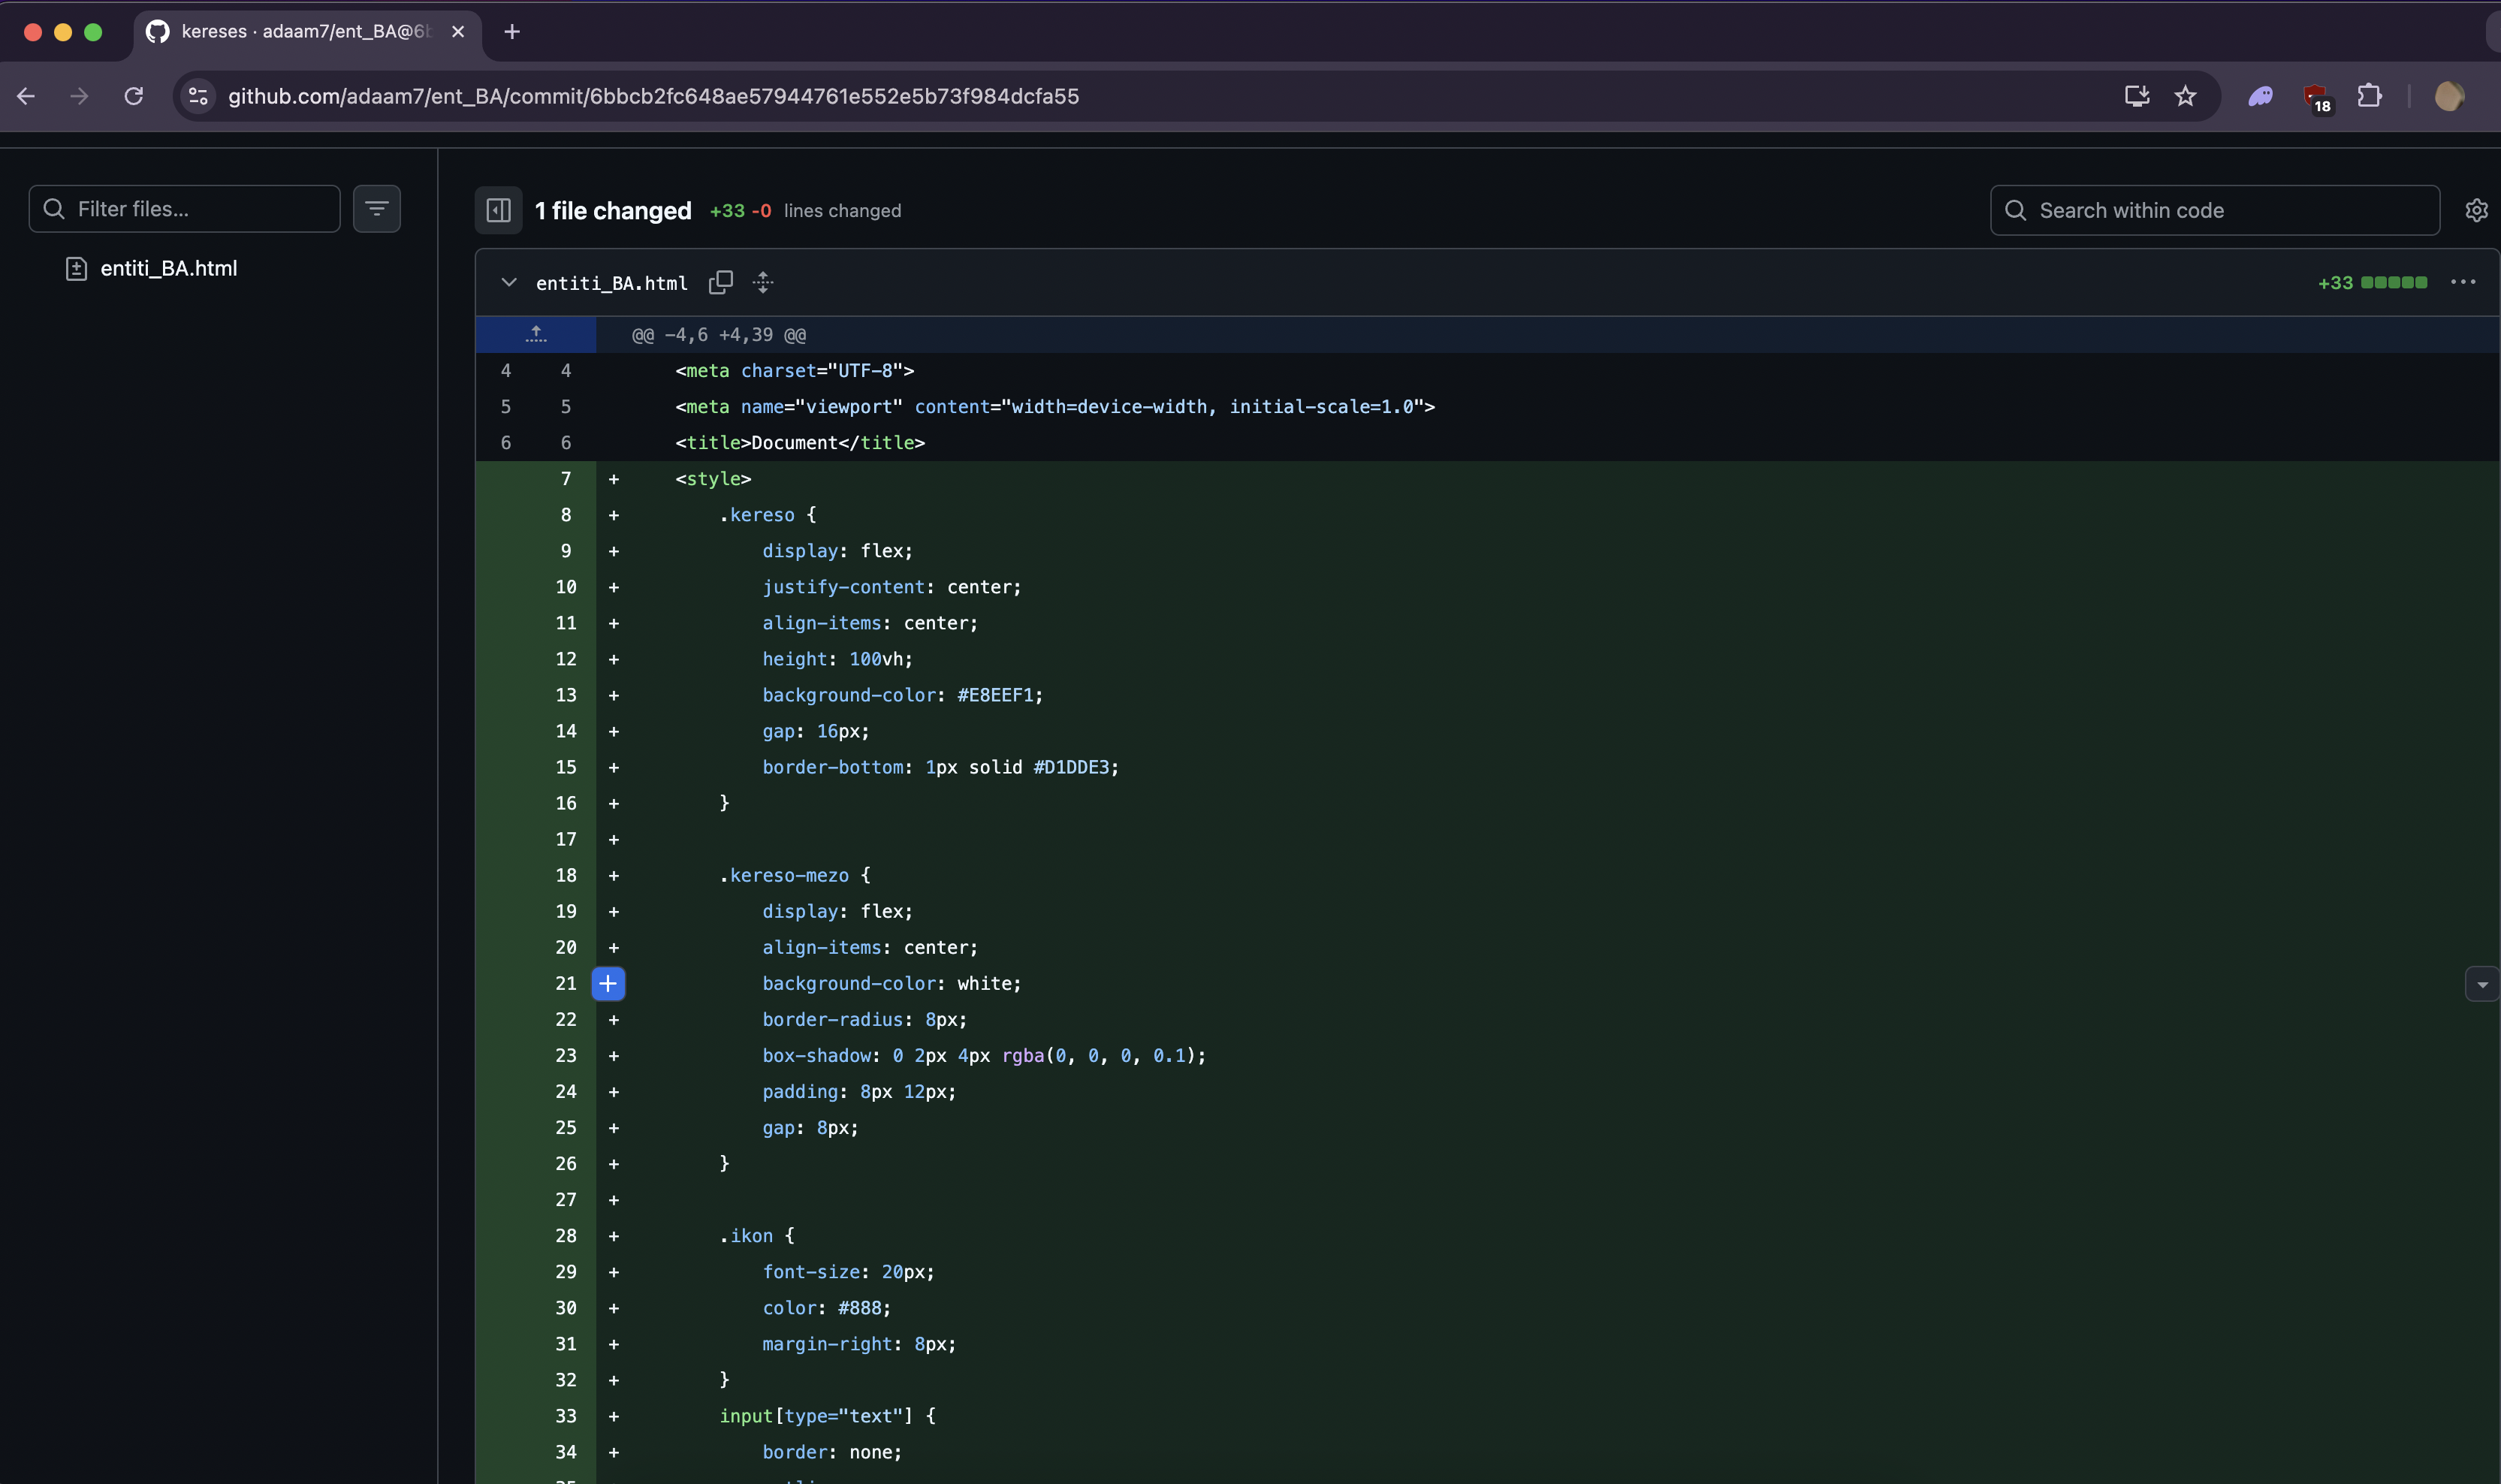 kereses · adaam7/ent_BA@6b
github.com/adaam7/ent_BA/commit/6bbcb2fc648ae57944761e552e5b73f984dcfa55
18
Filter files...
entiti_BA.html
1 file changed +33 -0 lines changed
Search within code
entiti_BA.html
+33
@@ -4,6 +4,39 @@
4 4 <meta charset="UTF-8">
5 5 <meta name="viewport" content="width=device-width, initial-scale=1.0">
6 6 <title>Document</title>
7 + <style>
8 + .kereso {
9 + display: flex;
10 + justify-content: center;
11 + align-items: center;
12 + height: 100vh;
13 + background-color: #E8EEF1;
14 + gap: 16px;
15 + border-bottom: 1px solid #D1DDE3;
16 + }
17 +
18 + .kereso-mezo {
19 + display: flex;
20 + align-items: center;
21 + background-color: white;
22 + border-radius: 8px;
23 + box-shadow: 0 2px 4px rgba(0, 0, 0, 0.1);
24 + padding: 8px 12px;
25 + gap: 8px;
26 + }
27 +
28 + .ikon {
29 + font-size: 20px;
30 + color: #888;
31 + margin-right: 8px;
32 + }
33 + input[type="text"] {
34 + border: none;